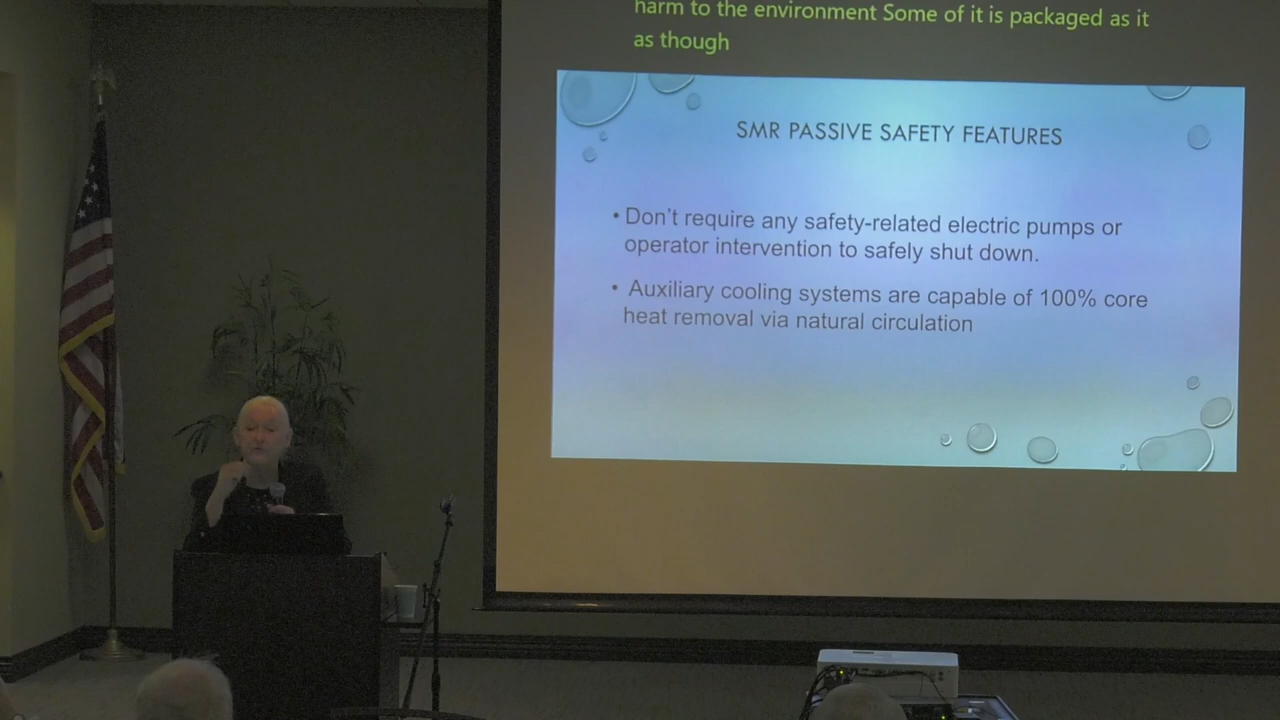 harm to the environment Some of it is packaged as it
as though
SMR PASSIVE SAFETY FEATURES
• Don't require any safety-related electric pumps or
operator intervention to safely shut down.
• Auxiliary cooling systems are capable of 100% core
heat removal via natural circulation